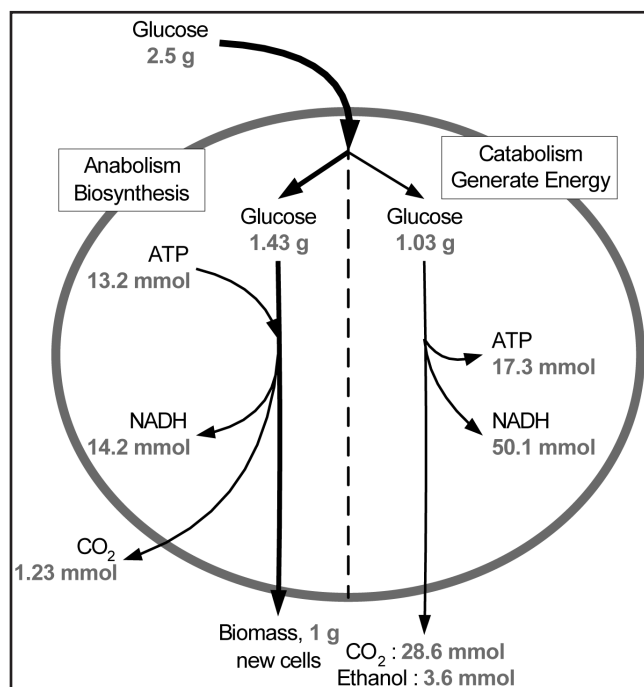 Glucose
2.5 g
Anabolism
Biosynthesis
Catabolism
Generate Energy
Glucose
1.43 g
Glucose
1.03 g
ATP
13.2 mmol
ATP
17.3 mmol
NADH
14.2 mmol
NADH
50.1 mmol
CO₂
1.23 mmol
Biomass, 1 g
new cells
CO₂ : 28.6 mmol
Ethanol : 3.6 mmol